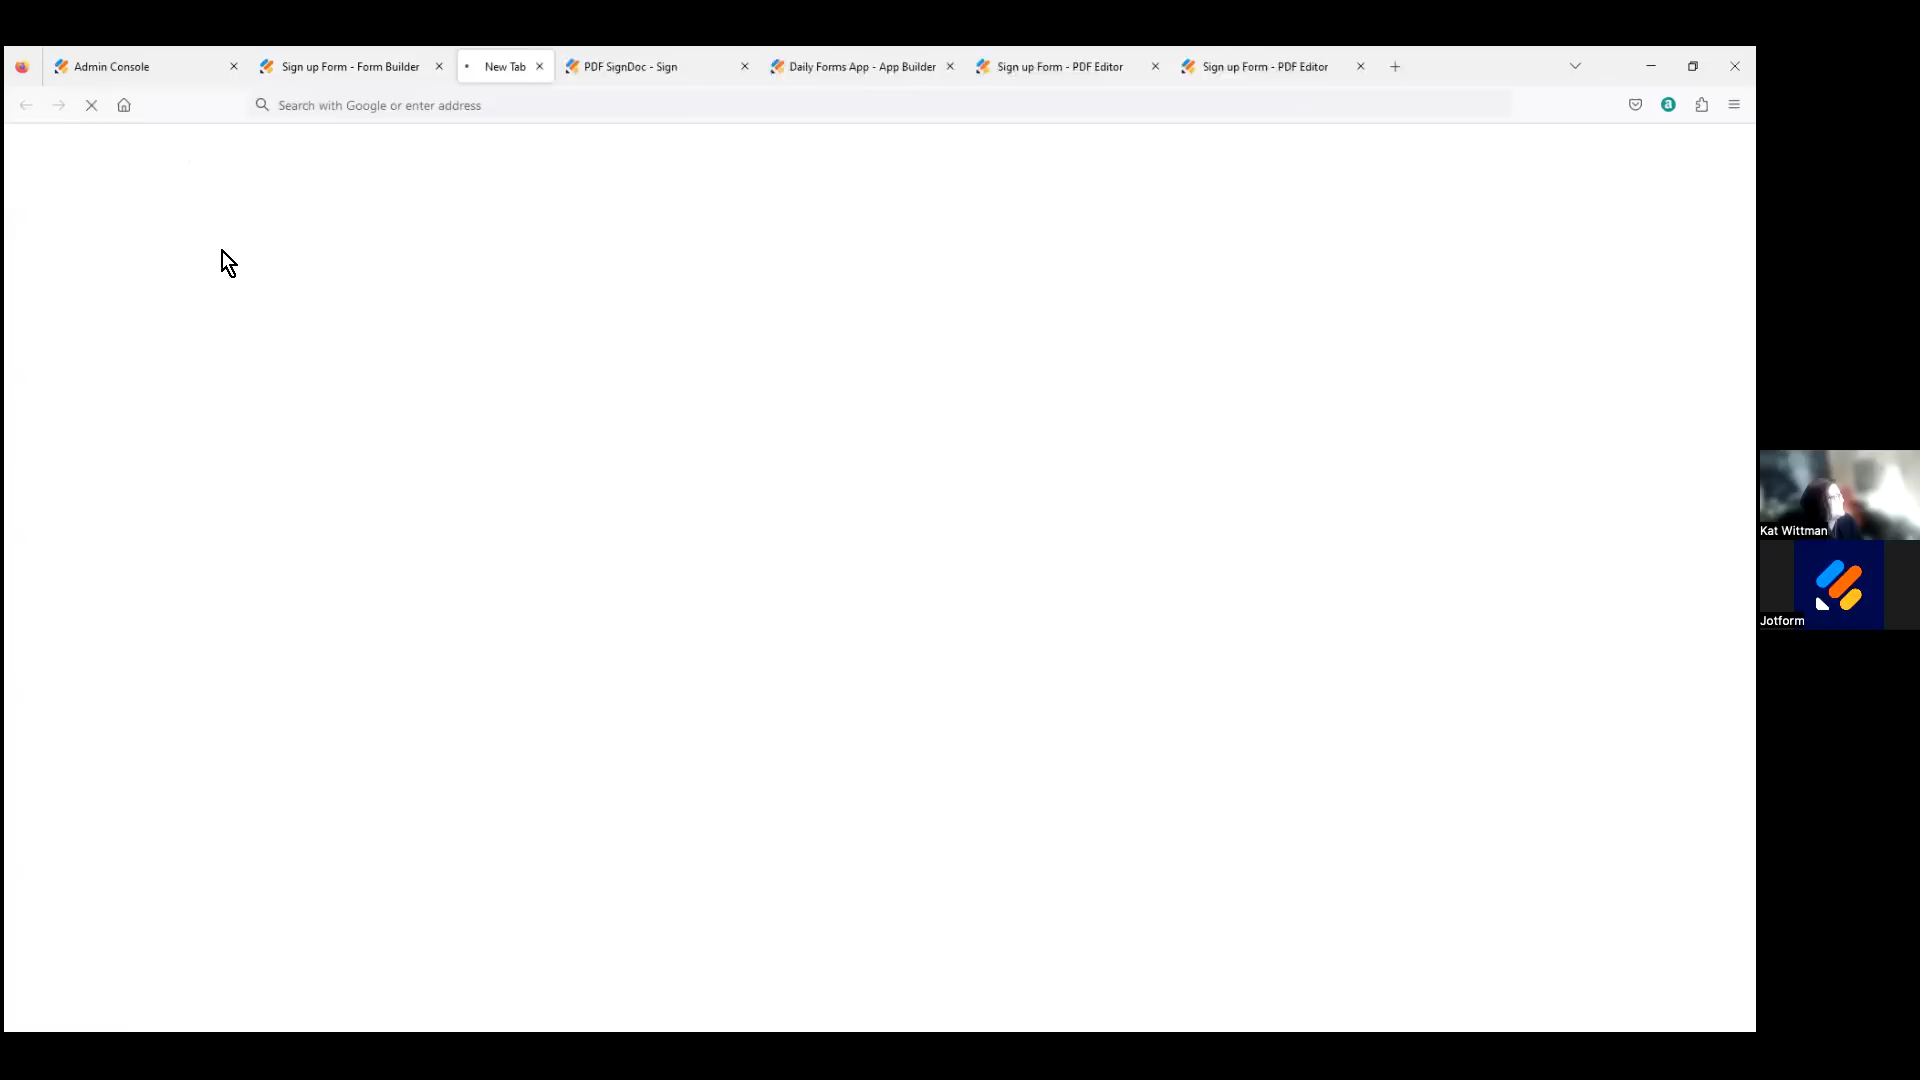 Admin Console
Sign up Form - Form Builder
New Tab
PDF SignDoc - Sign
Daily Forms App - App Builder
Sign up Form - PDF Editor
Sign up Form - PDF Editor
Search with Google or enter address
a
Kat Wittman
Jotform